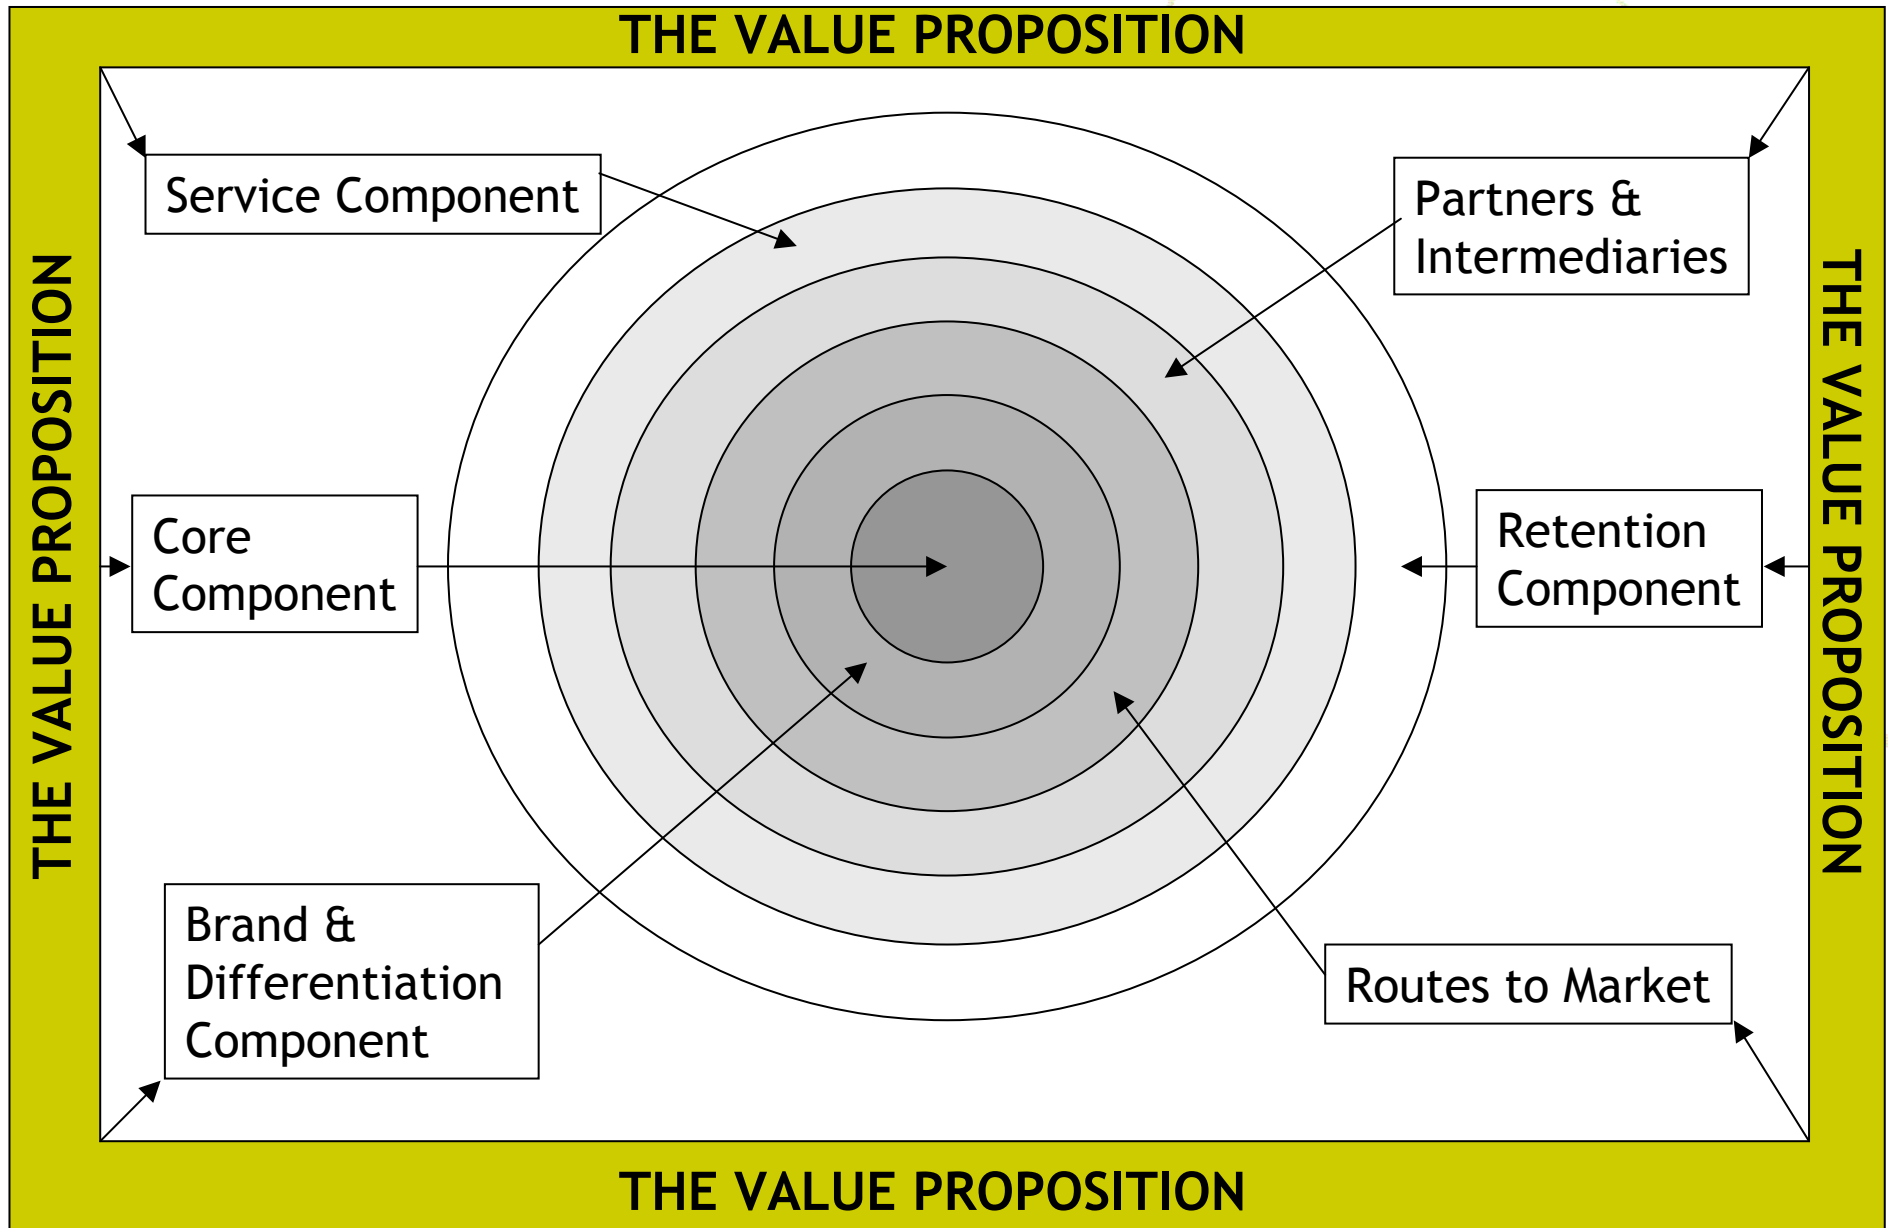 THE VALUE PROPOSITION
Service Component
Partners &
Intermediaries
THE VALUE PROPOSITION
THE VALUE PROPOSITION
Core
Component
Retention
Component
Brand &
Differentiation
Component
Routes to Market
THE VALUE PROPOSITION